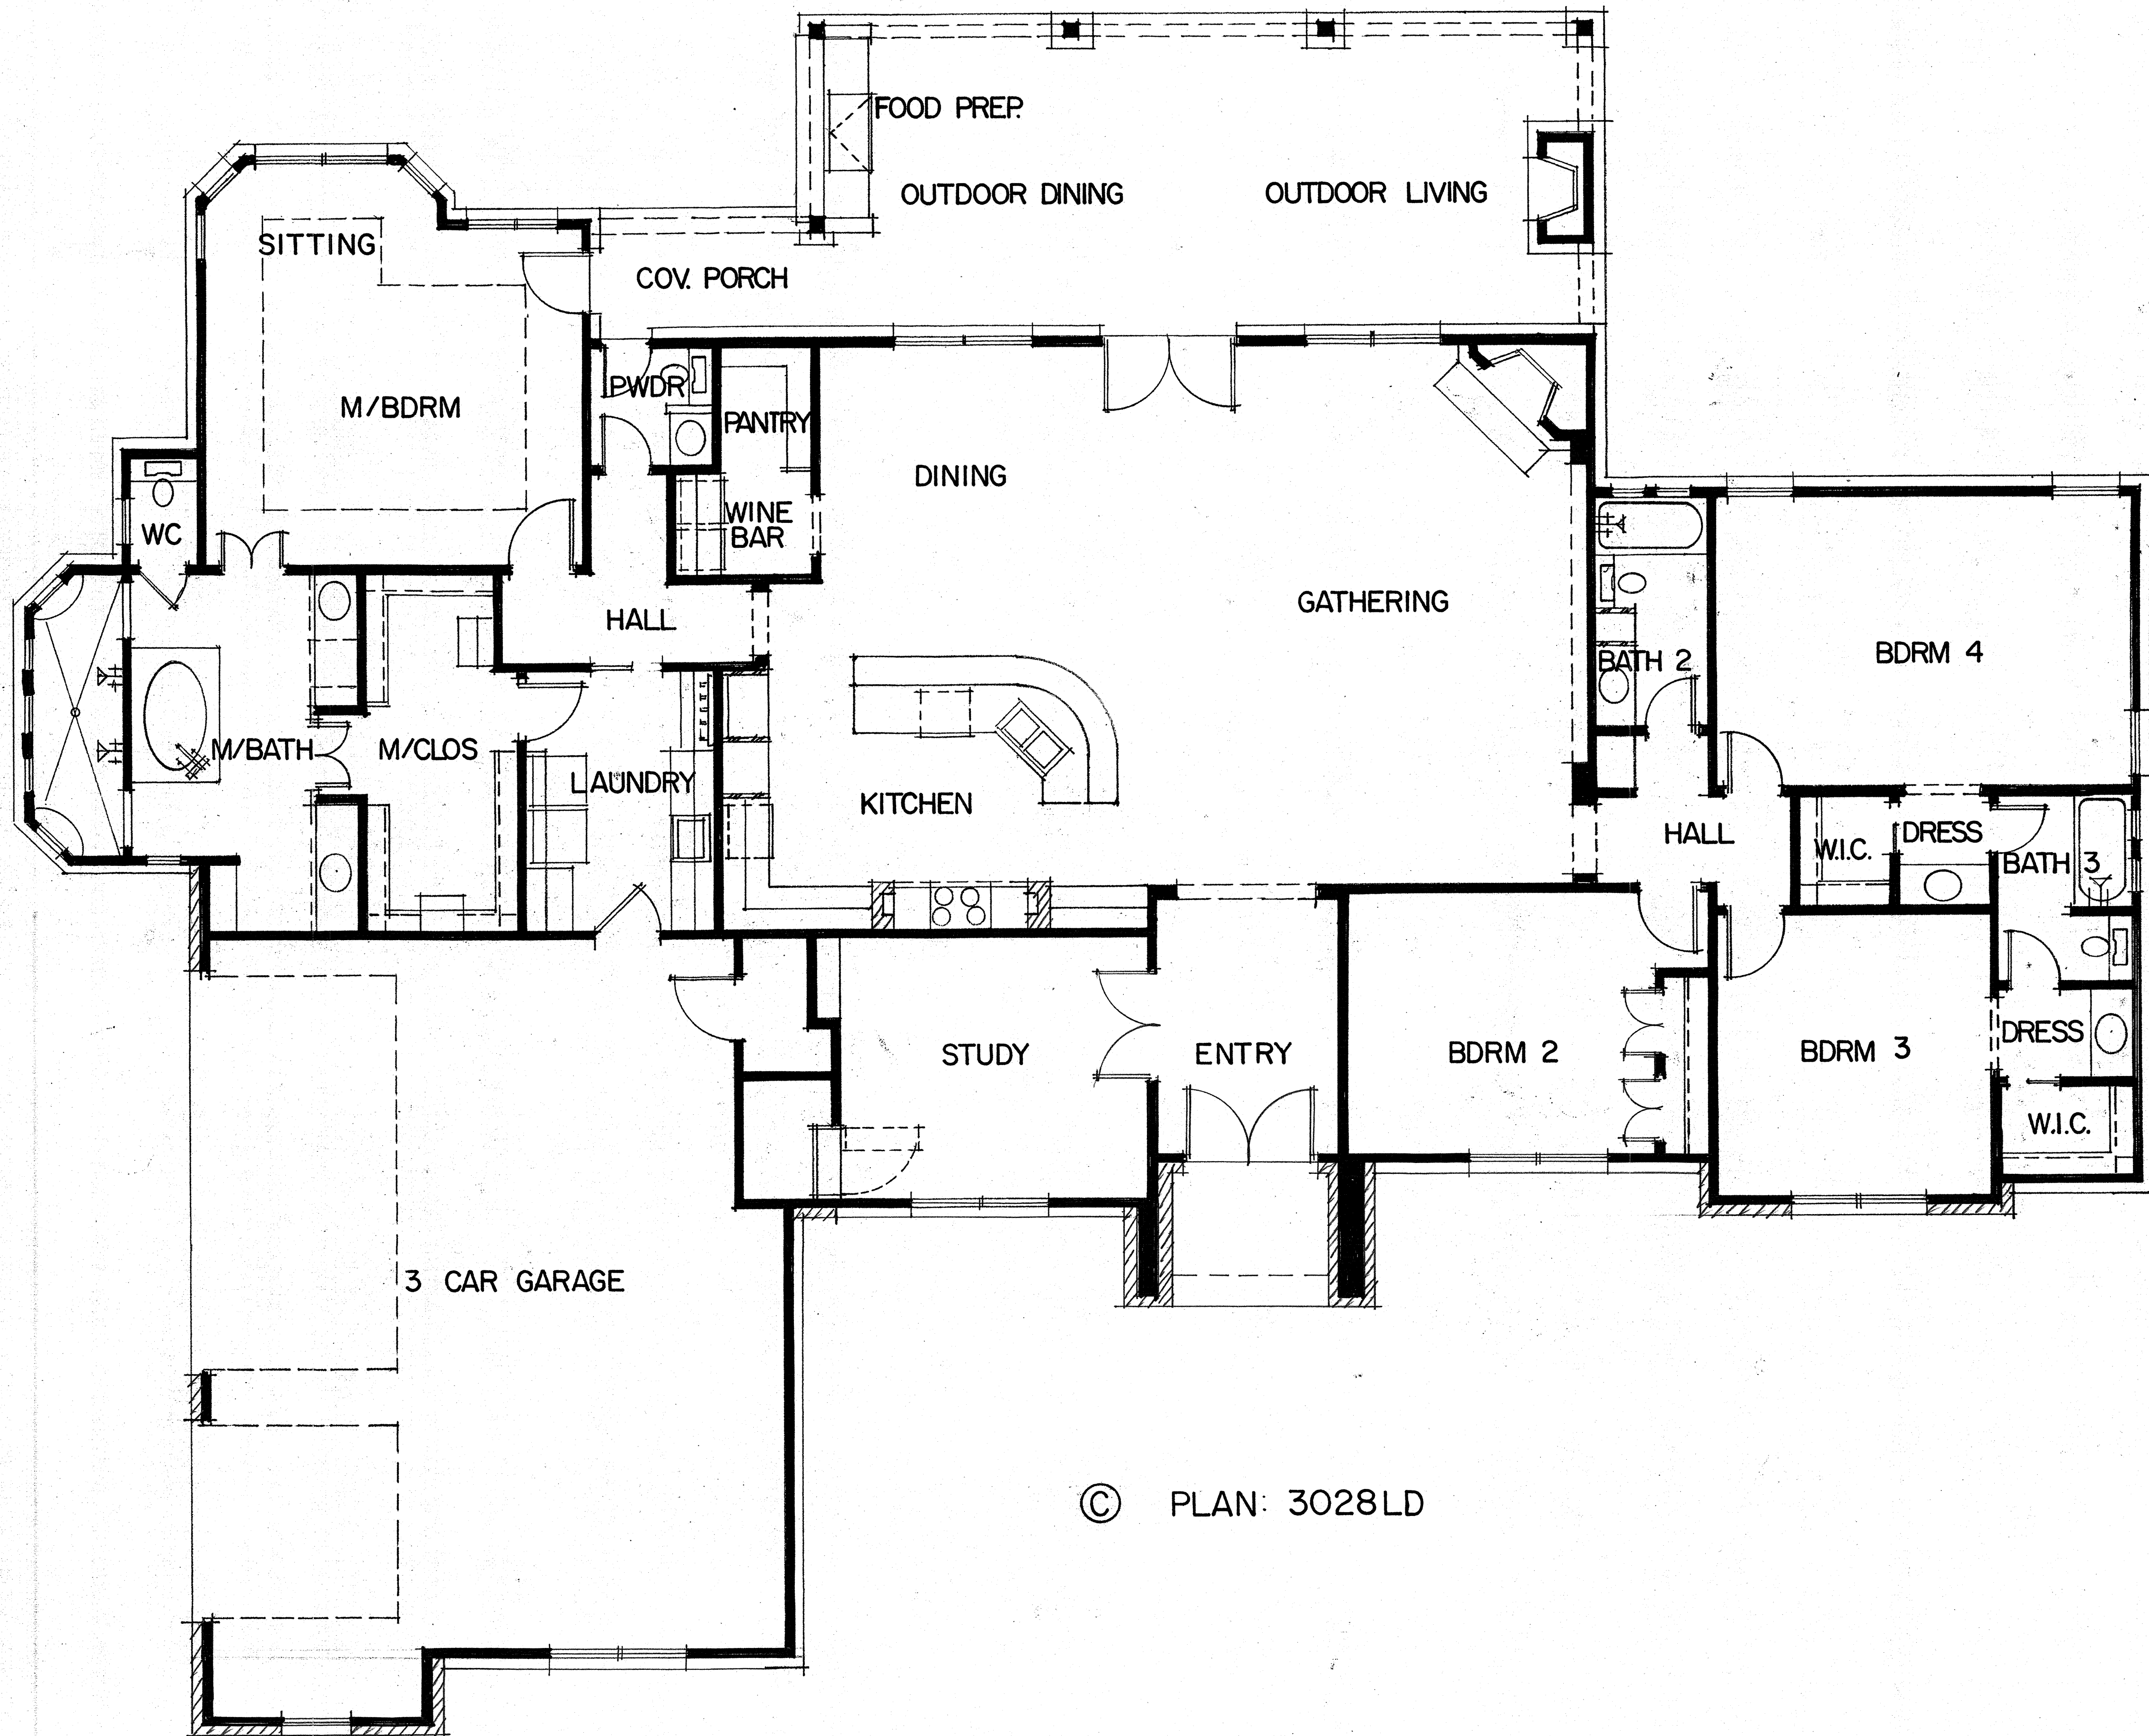 FOOD PREP.
OUTDOOR DINING
OUTDOOR LIVING
SITTING
COV. PORCH
M/BDRM
PWDR
PANTRY
DINING
WC
WINE
BAR
HALL
GATHERING
BATH 2
BDRM 4
M/BATH
M/CLOS
LAUNDRY
KITCHEN
HALL
W.I.C.
DRESS
BATH 3
STUDY
ENTRY
BDRM 2
BDRM 3
DRESS
W.I.C.
3 CAR GARAGE
© PLAN: 3028LD